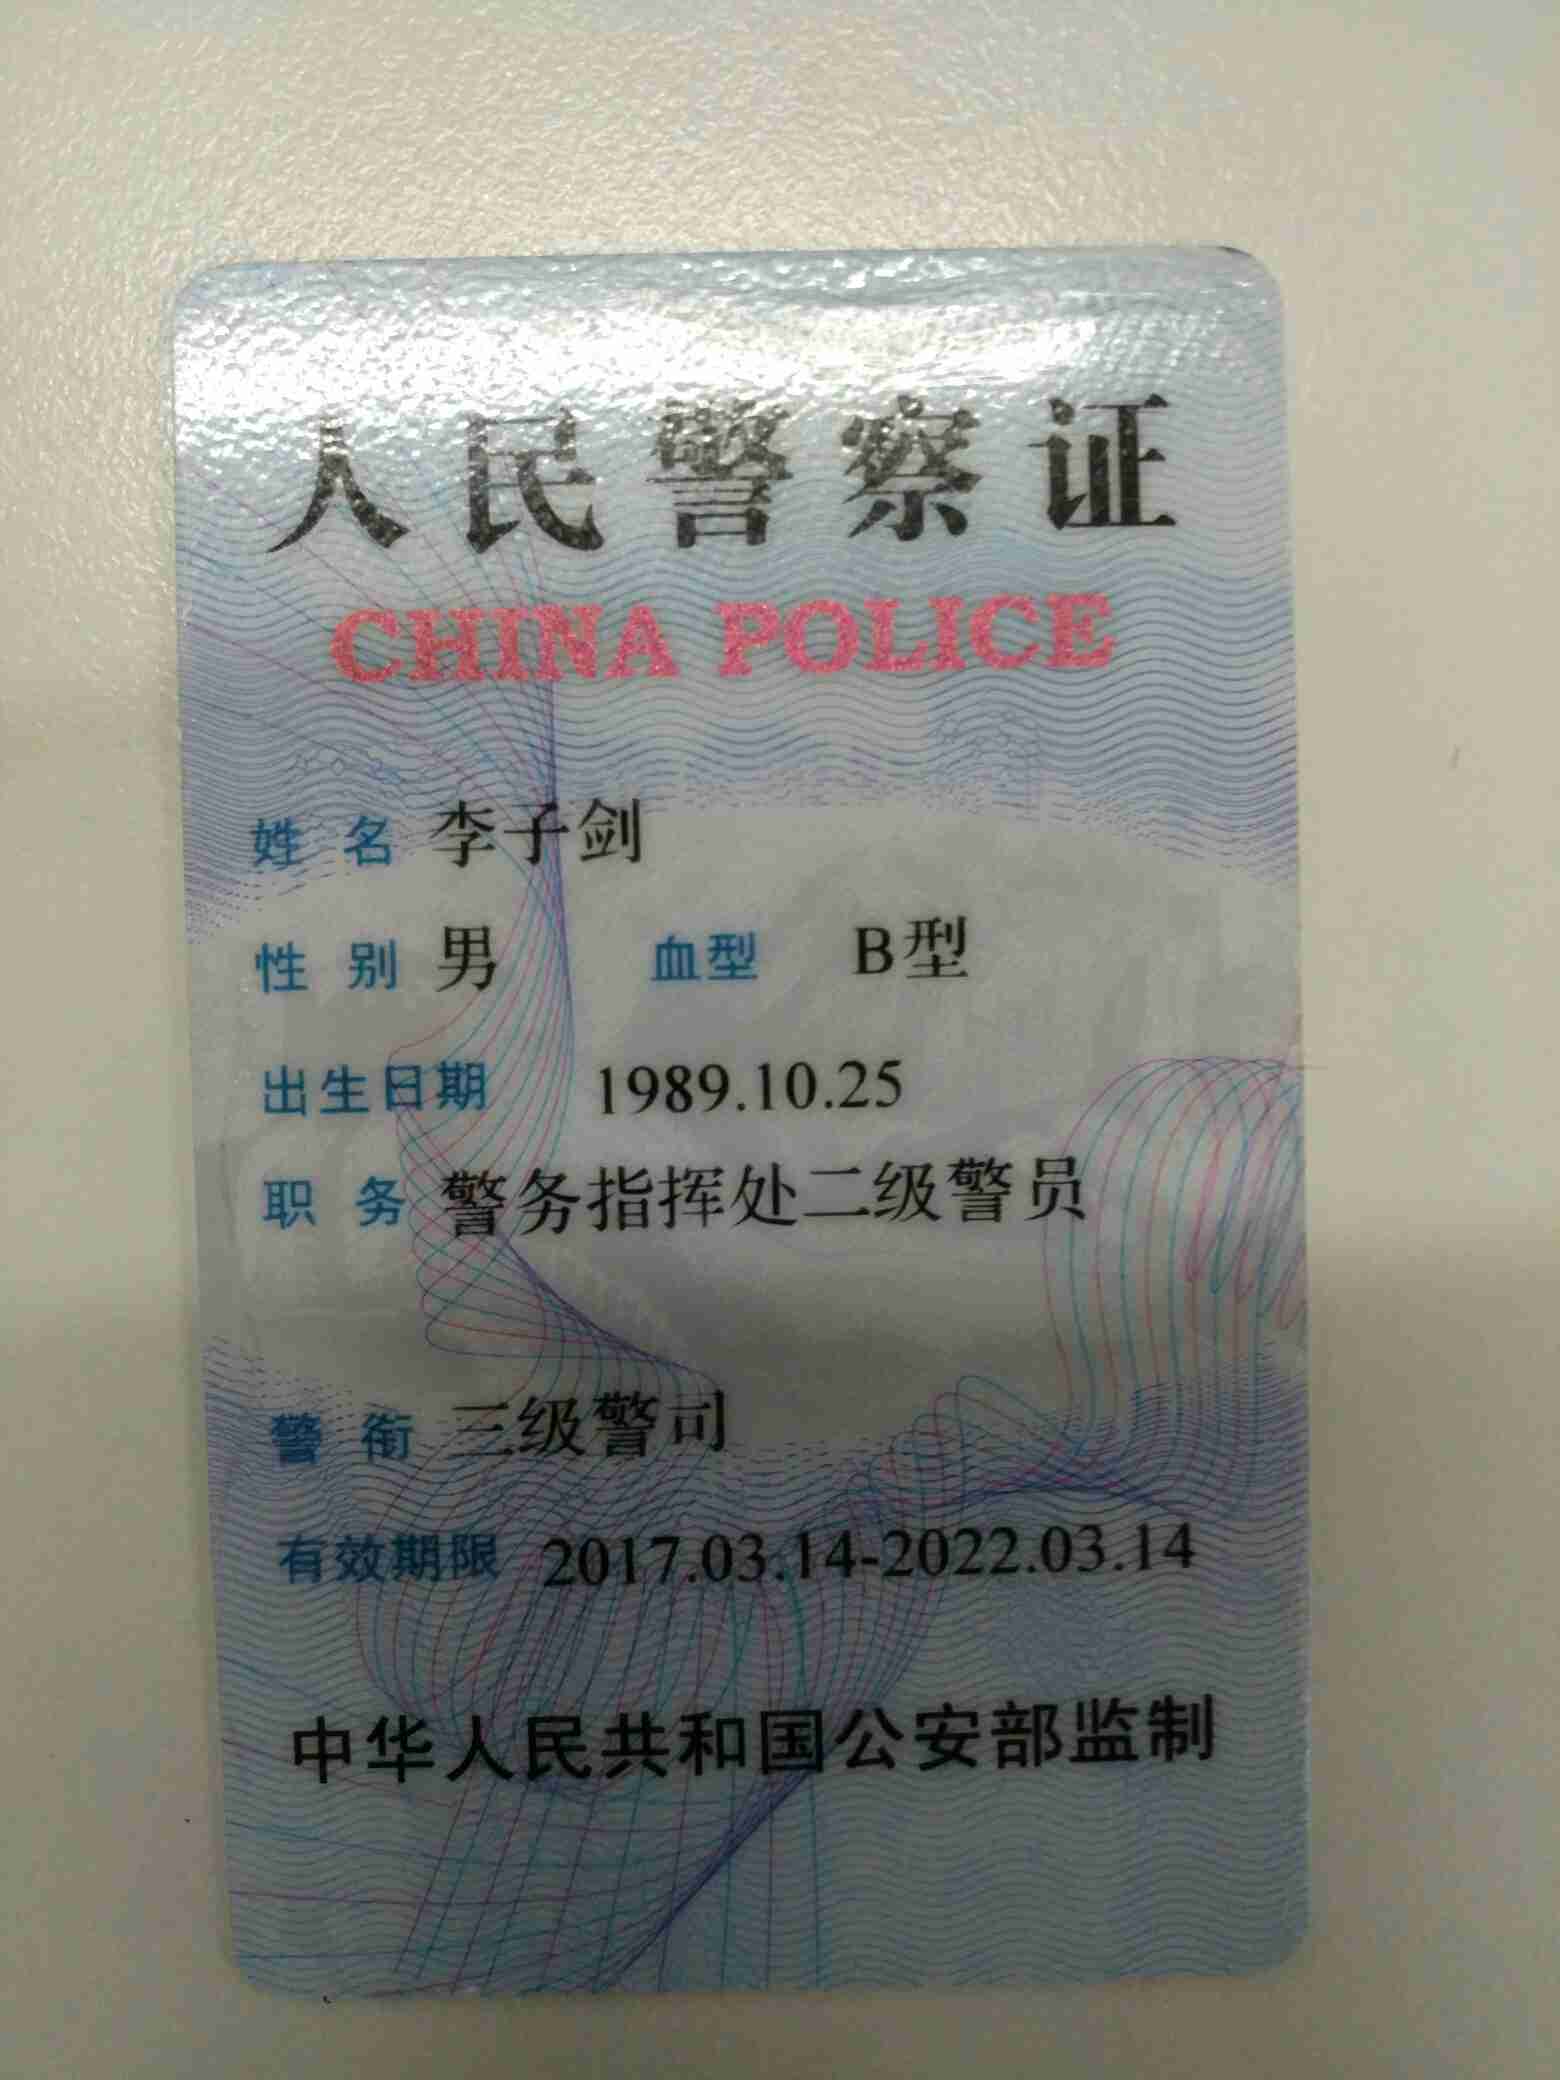 人民警察证
CHINA POLICE
姓 名 李子剑
性 别 男 血型 B型
出生日期 1989.10.25
职 务 警务指挥处二级警员
警 衔 三级警司
有效期限 2017.03.14-2022.03.14
中华人民共和国公安部监制